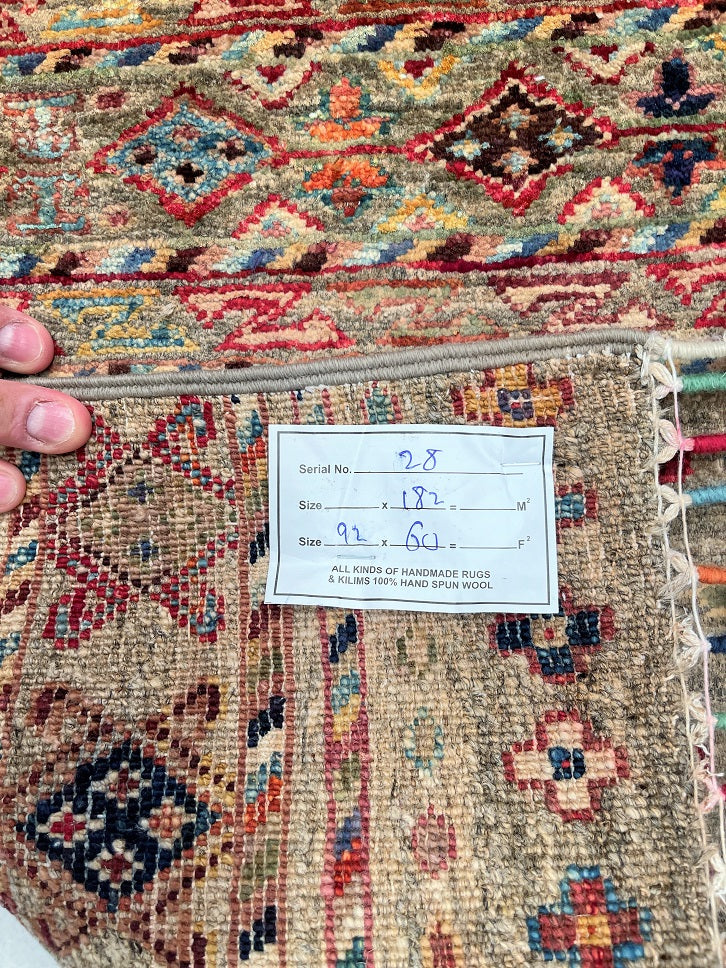 Serial No. 28
Size x 182 = M²
Size 92 x 60 = F²
ALL KINDS OF HANDMADE RUGS
& KILIMS 100% HAND SPUN WOOL